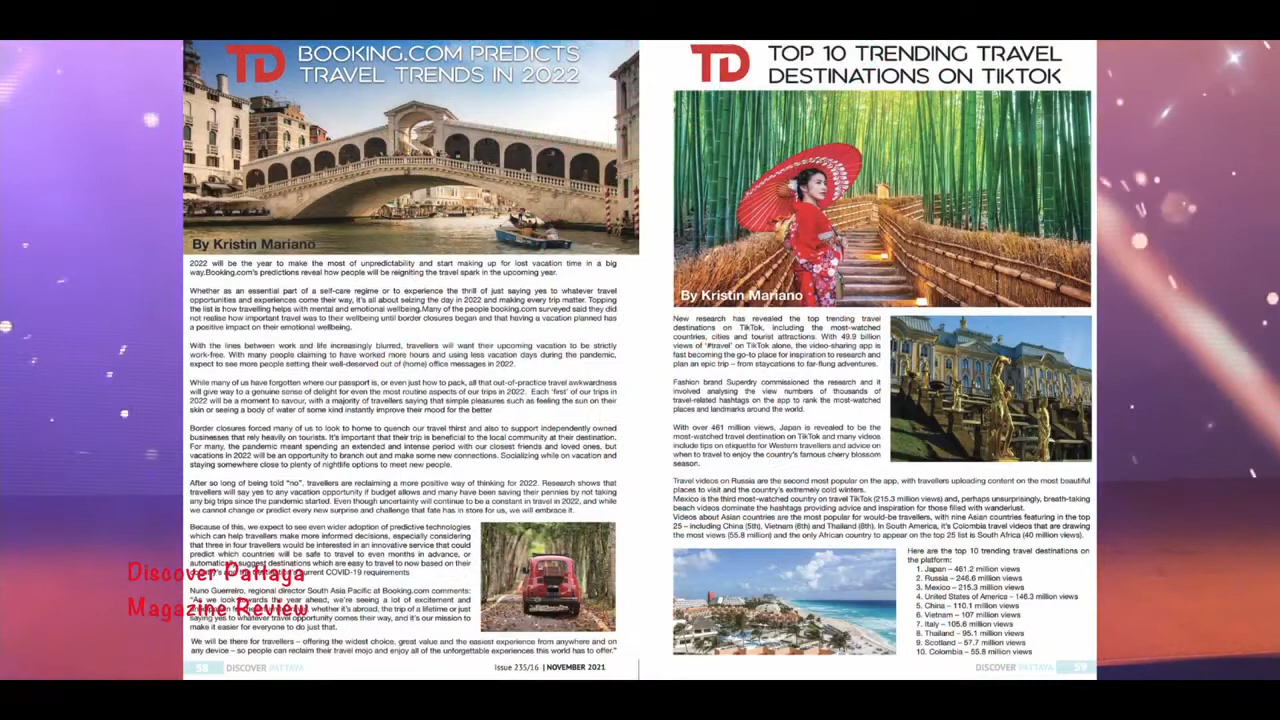 TD
BOOKING.COM PREDICTS
TRAVEL TRENDS IN 2022
By Kristin Mariano
2022 will be the year to make the most of unpredictability and start making up for lost vacation time in a big
way.Booking.com's predictions reveal how people will be reigniting the travel spark in the upcoming year.
Whether as an essential part of a self-care regime or to experience the thrill of just saying yes to whatever travel
opportunities and experiences come their way, it's all about seizing the day in 2022 and making every trip matter. Topping
the list is how travelling helps with mental and emotional wellbeing.Many of the people booking.com surveyed said they did
not realise how important travel was to their wellbeing until border closures began and that having a vacation planned has
a positive impact on their emotional wellbeing.
With the lines between work and life increasingly blurred, travellers will want their upcoming vacation to be strictly
work-free. With many people claiming to have worked more hours and using less vacation days during the pandemic,
expect to see more people setting their well-deserved out of (home) office messages in 2022.
While many of us have forgotten where our passport is, or even just how to pack, all that out-of-practice travel awkwardness
will give way to a genuine sense of delight for even the most routine aspects of our trips in 2022. Each 'first' of our trips in
2022 will be a moment to savour, with a majority of travellers saying that simple pleasures such as feeling the sun on their
skin or seeing a body of water of some kind instantly improve their mood for the better
Border closures forced many of us to look to home to quench our travel thirst and also to support independently owned
businesses that rely heavily on tourists. It's important that their trip is beneficial to the local community at their destination.
For many, the pandemic meant spending an extended and intense period with our closest friends and loved ones, but
vacations in 2022 will be an opportunity to branch out and make some new connections. Socializing while on vacation and
staying somewhere close to plenty of nightlife options to meet new people.
After so long of being told "no", travellers are reclaiming a more positive way of thinking for 2022. Research shows that
travellers will say yes to any vacation opportunity if budget allows and many have been saving their pennies by not taking
any big trips since the pandemic started. Even though uncertainty will continue to be a constant in travel in 2022, and while
we cannot change or predict every new surprise and challenge that fate has in store for us, we will embrace it.
Because of this, we expect to see even wider adoption of predictive technologies
which can help travellers make more informed decisions, especially considering
that three in four travellers would be interested in an innovative service that could
predict which countries will be safe to travel to even months in advance, or
automatically suggest destinations which are easy to travel to now based on their
current COVID-19 requirements
Nuno Guerreiro, regional director South Asia Pacific at Booking.com comments:
"As we look towards the year ahead, we're seeing a lot of excitement and
whether it's abroad, the trip of a lifetime or just
saying yes to whatever travel opportunity comes their way, and it's our mission to
make it easier for everyone to do just that.
We will be there for travellers – offering the widest choice, great value and the easiest experience from anywhere and on
any device – so people can reclaim their travel mojo and enjoy all of the unforgettable experiences this world has to offer."
58 DISCOVER PATTAYA
Issue 235/16 | NOVEMBER 2021
Discover Pattaya
Magazine Review
TD
TOP 10 TRENDING TRAVEL
DESTINATIONS ON TIKTOK
By Kristin Mariano
New research has revealed the top trending travel
destinations on TikTok, including the most-watched
countries, cities and tourist attractions. With 49.9 billion
views of '#travel' on TikTok alone, the video-sharing app is
fast becoming the go-to place for inspiration to research and
plan an epic trip – from staycations to far-flung adventures.
Fashion brand Superdry commissioned the research and it
involved analysing the view numbers of thousands of
travel-related hashtags on the app to rank the most-watched
places and landmarks around the world.
With over 461 million views, Japan is revealed to be the
most-watched travel destination on TikTok and many videos
include tips on etiquette for Western travellers and advice on
when to travel to enjoy the country's famous cherry blossom
season.
Travel videos on Russia are the second most popular on the app, with travellers uploading content on the most beautiful
places to visit and the country's extremely cold winters.
Mexico is the third most-watched country on travel TikTok (215.3 million views) and, perhaps unsurprisingly, breath-taking
beach videos dominate the hashtags providing advice and inspiration for those filled with wanderlust.
Videos about Asian countries are the most popular for would-be travellers, with nine Asian countries featuring in the top
25 – including China (5th), Vietnam (6th) and Thailand (8th). In South America, it's Colombia travel videos that are drawing
the most views (55.8 million) and the only African country to appear on the top 25 list is South Africa (40 million views).
Here are the top 10 trending travel destinations on
the platform:
1. Japan – 461.2 million views
2. Russia – 246.6 million views
3. Mexico – 215.3 million views
4. United States of America – 146.3 million views
5. China – 110.1 million views
6. Vietnam – 107 million views
7. Italy – 105.6 million views
8. Thailand – 95.1 million views
9. Scotland – 57.7 million views
10. Colombia – 55.8 million views
DISCOVER PATTAYA 59